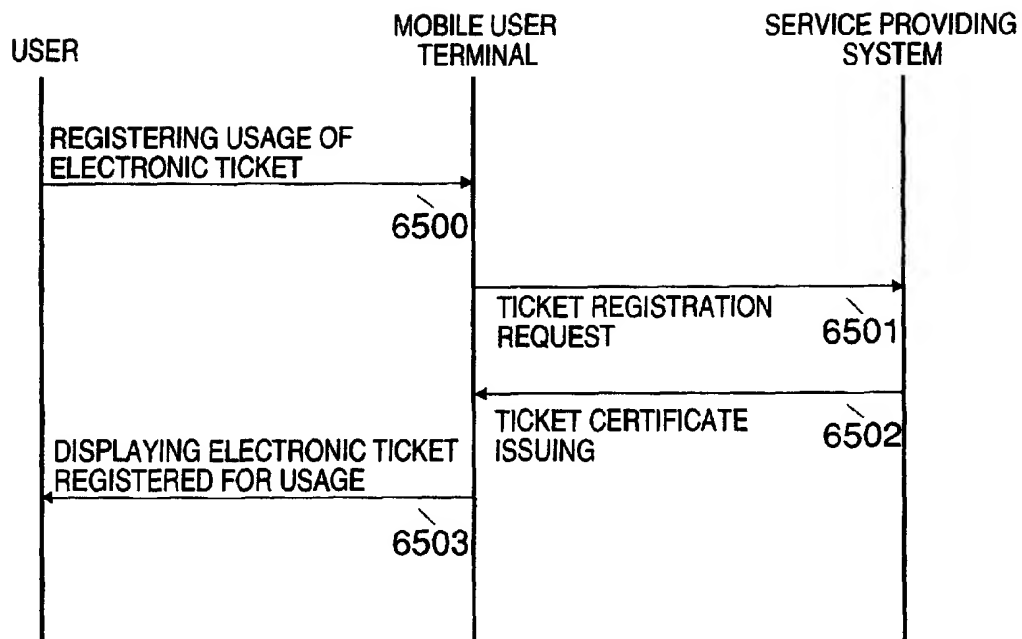 USER
MOBILE USER
TERMINAL
SERVICE PROVIDING
SYSTEM
REGISTERING USAGE OF
ELECTRONIC TICKET
6500
TICKET REGISTRATION
REQUEST
6501
TICKET CERTIFICATE
ISSUING
6502
DISPLAYING ELECTRONIC TICKET
REGISTERED FOR USAGE
6503